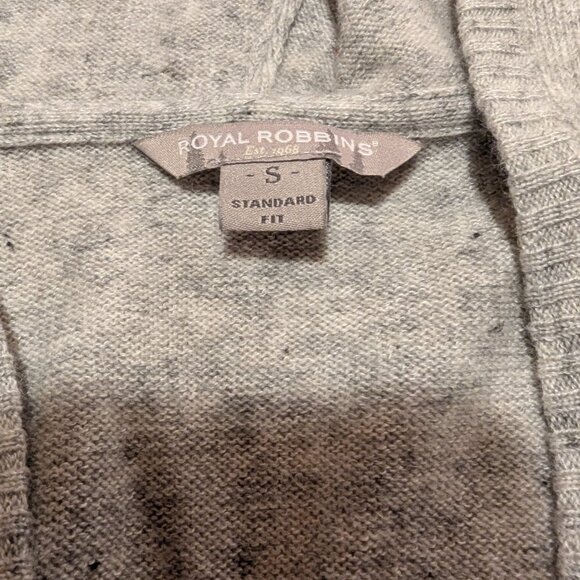 ROYAL ROBBINS®
Est. 1968
- S -
STANDARD
FIT